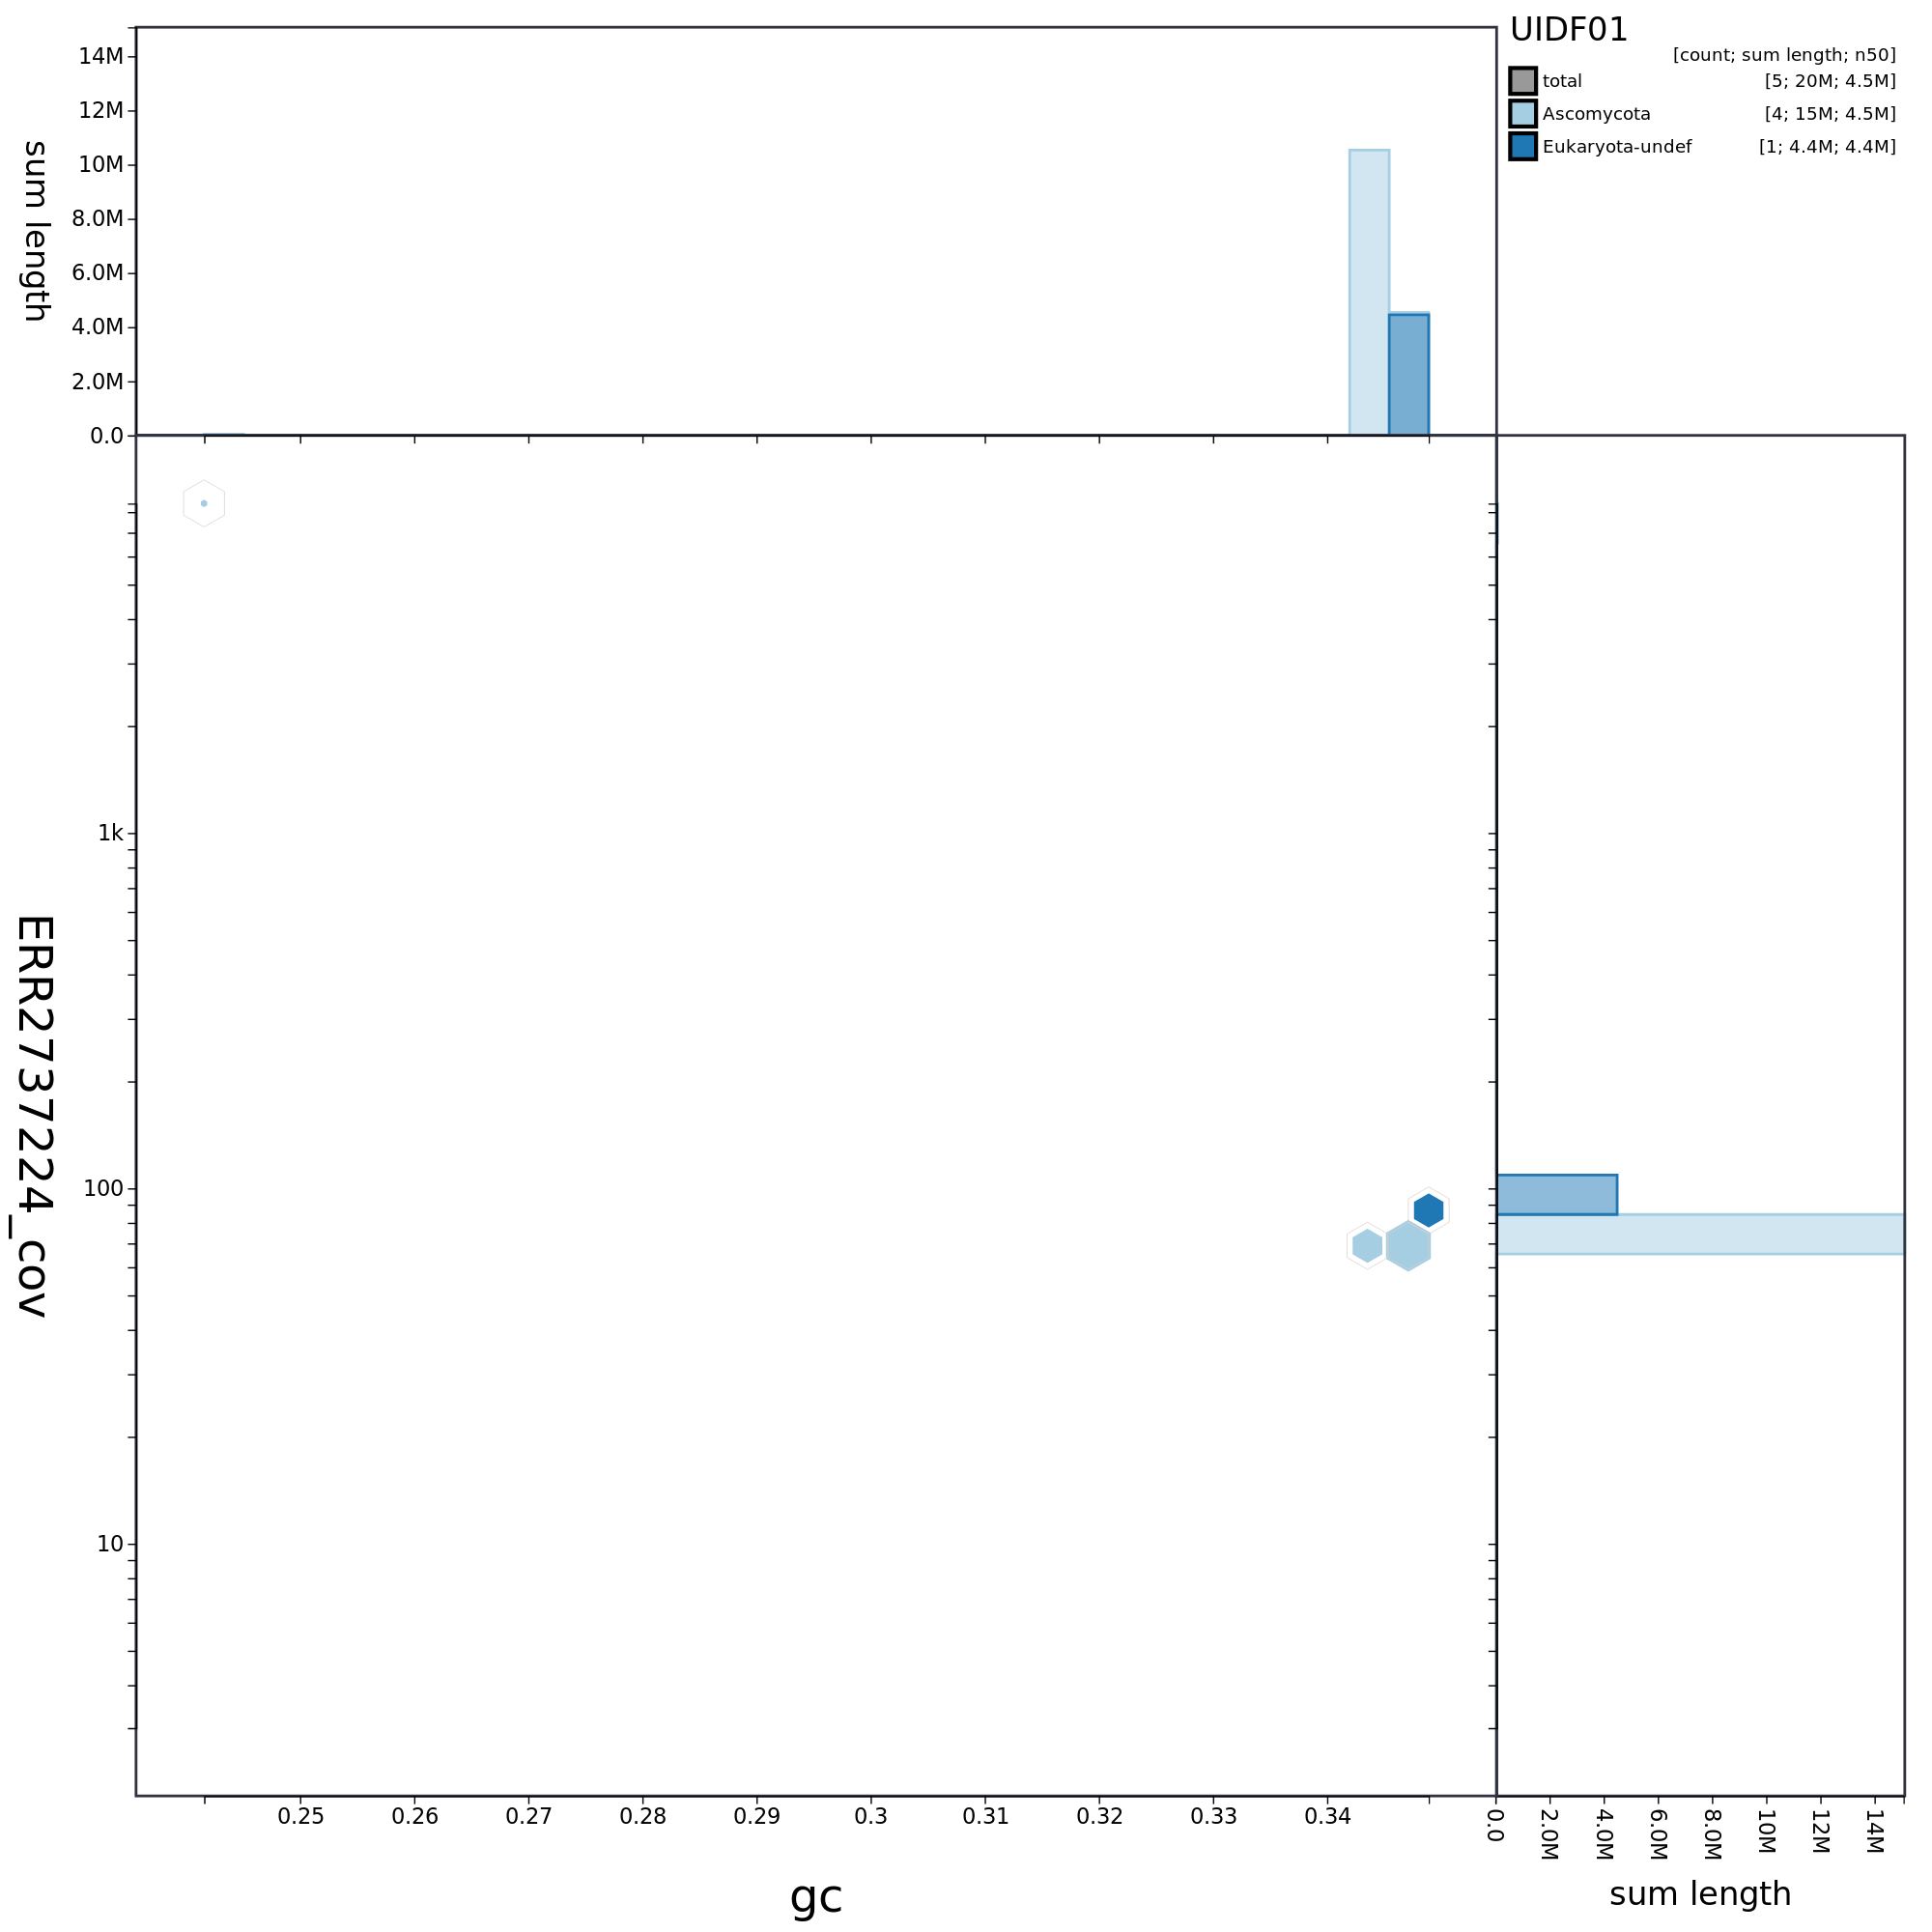 UIDF01
[count; sum length; n50]
total [5; 20M; 4.5M]
Ascomycota [4; 15M; 4.5M]
Eukaryota-undef [1; 4.4M; 4.4M]
14M
12M
10M
8.0M
6.0M
4.0M
2.0M
0.0
sum length
1k
100
10
ERR2737224_cov
0.25 0.26 0.27 0.28 0.29 0.3 0.31 0.32 0.33 0.34
gc
0.0 2.0M 4.0M 6.0M 8.0M 10M 12M 14M
sum length